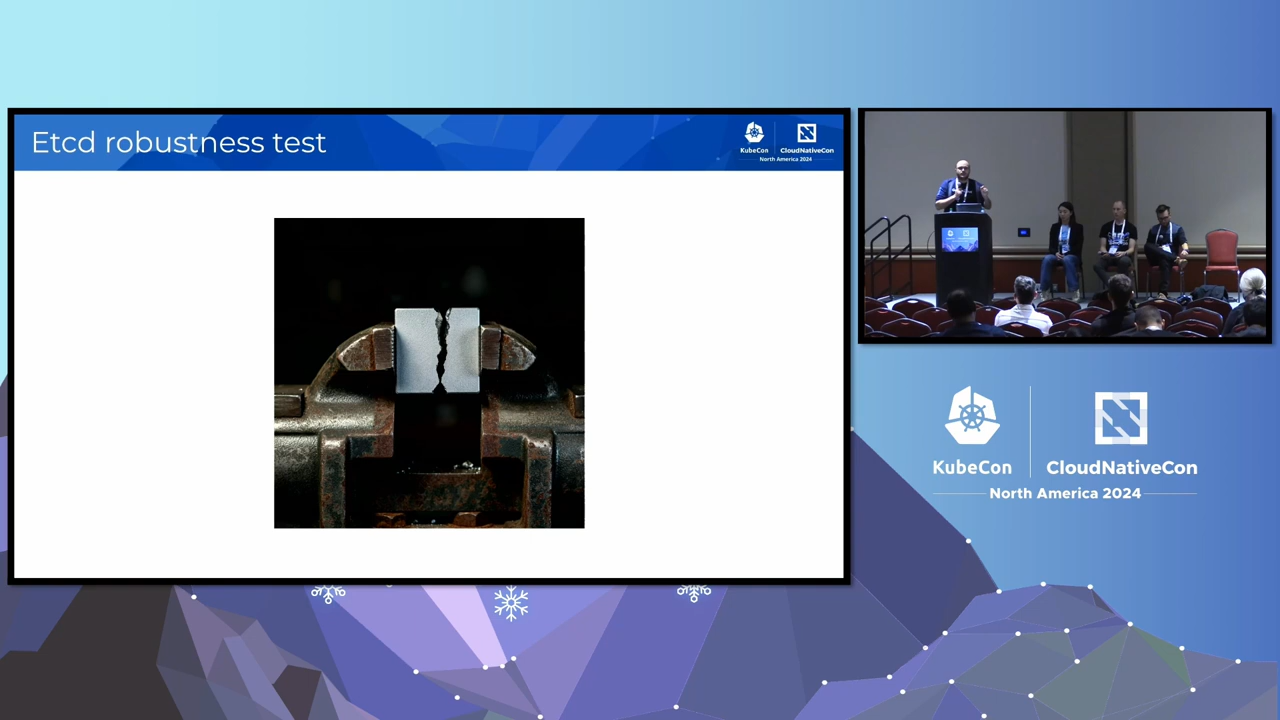 Etcd robustness test
KubeCon
CloudNativeCon
North America 2024
KubeCon
CloudNativeCon
North America 2024